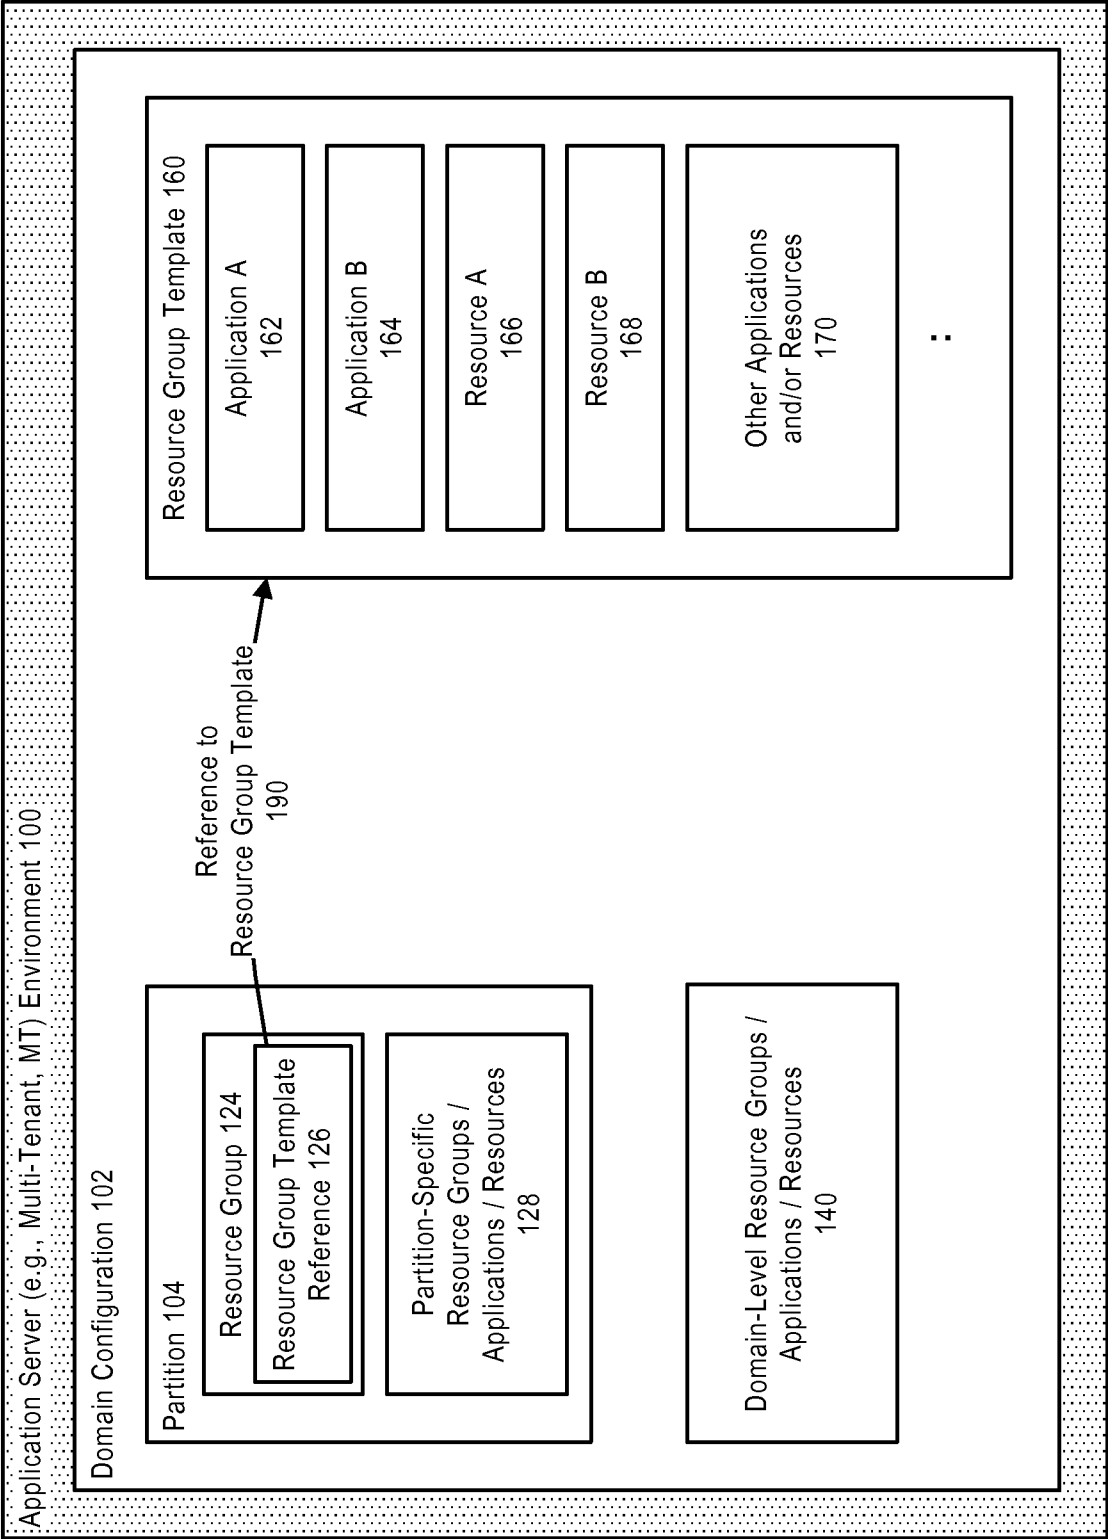 Application Server (e.g., Multi-Tenant, MT) Environment 100
Domain Configuration 102
Partition 104
Resource Group 124
Resource Group Template
Reference 126
Partition-Specific
Resource Groups /
Applications / Resources
128
Domain-Level Resource Groups /
Applications / Resources
140
Reference to
Resource Group Template
190
Resource Group Template 160
Application A
162
Application B
164
Resource A
166
Resource B
168
Other Applications
and/or Resources
170
: